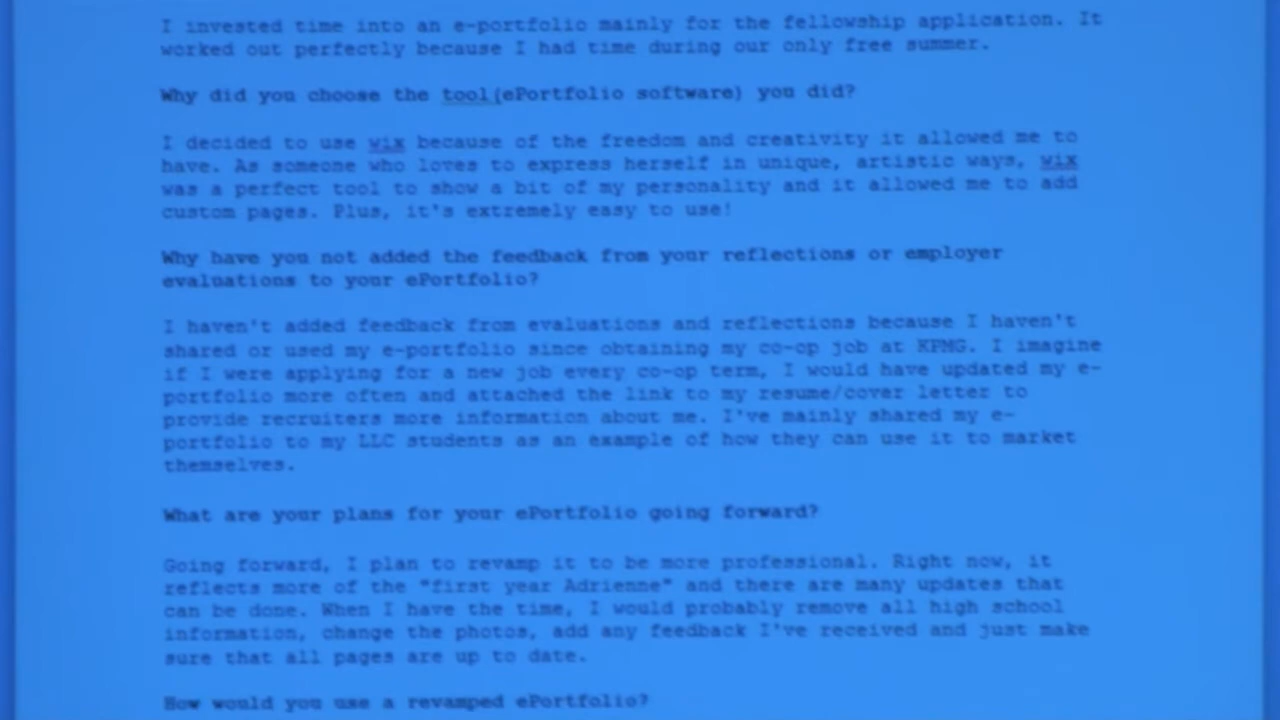 I invested time into an e-portfolio mainly for the fellowship application. It
worked out perfectly because I had time during our only free summer.
Why did you choose the tool(ePortfolio software) you did?
I decided to use wix because of the freedom and creativity it allowed me to
have. As someone who loves to express herself in unique, artistic ways, wix
was a perfect tool to show a bit of my personality and it allowed me to add
custom pages. Plus, it's extremely easy to use!
Why have you not added the feedback from your reflections or employer
evaluations to your ePortfolio?
I haven't added feedback from evaluations and reflections because I haven't
shared or used my e-portfolio since obtaining my co-op job at KPMG. I imagine
if I were applying for a new job every co-op term, I would have updated my e-
portfolio more often and attached the link to my resume/cover letter to
provide recruiters more information about me. I've mainly shared my e-
portfolio to my LLC students as an example of how they can use it to market
themselves.
What are your plans for your ePortfolio going forward?
Going forward, I plan to revamp it to be more professional. Right now, it
reflects more of the "first year Adrienne" and there are many updates that
can be done. When I have the time, I would probably remove all high school
information, change the photos, add any feedback I've received and just make
sure that all pages are up to date.
How would you use a revamped ePortfolio?